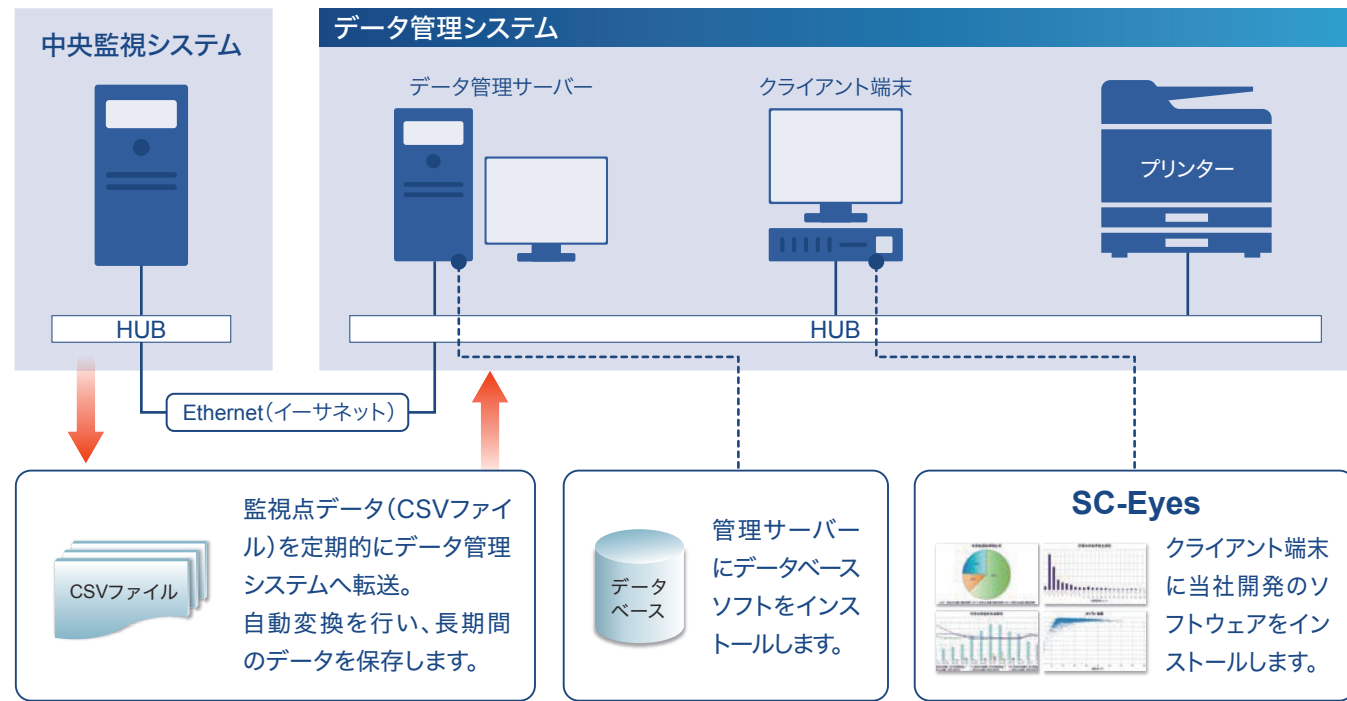 中央監視システム
HUB
データ管理システム
データ管理サーバー
クライアント端末
プリンター
HUB
Ethernet（イーサネット）
CSVファイル
監視点データ（CSVファイ
ル）を定期的にデータ管理
システムへ転送。
自動変換を行い、長期間
のデータを保存します。
データ
ベース
管理サーバー
にデータベース
ソフトをインス
トールします。
SC-Eyes
クライアント端末
に当社開発のソ
フトウェアをイン
ストールします。